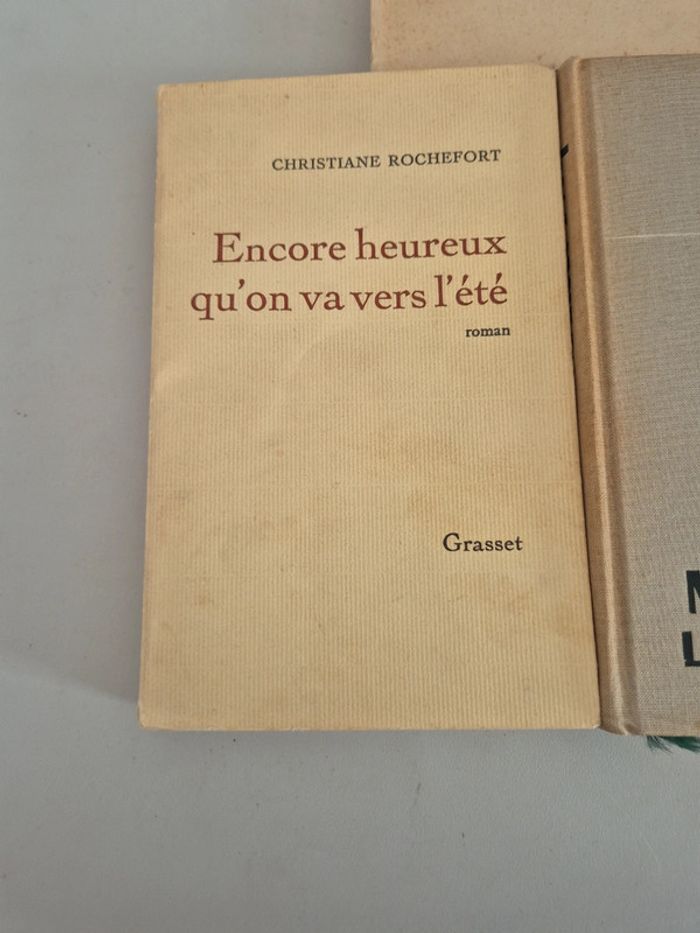 CHRISTIANE ROCHEFORT
Encore heureux
qu'on va vers l'été
roman
Grasset